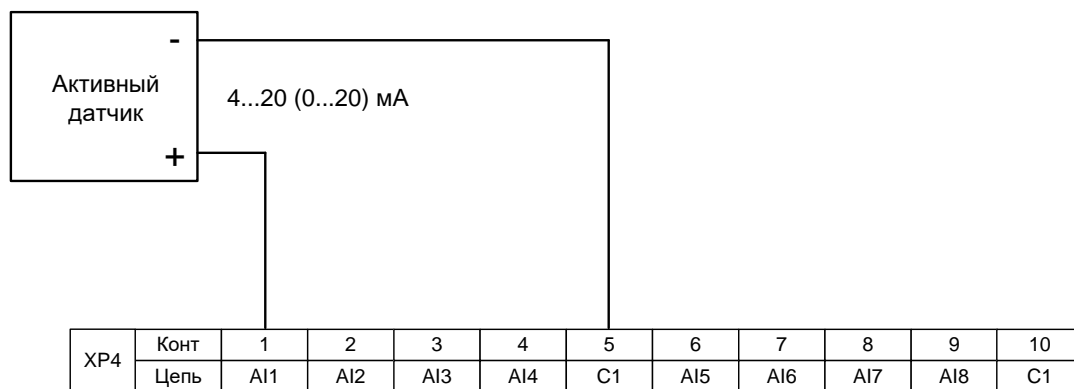 -
Активный
датчик
4...20 (0...20) мА
+
XP4 Конт 1 2 3 4 5 6 7 8 9 10
Цепь AI1 AI2 AI3 AI4 C1 AI5 AI6 AI7 AI8 C1